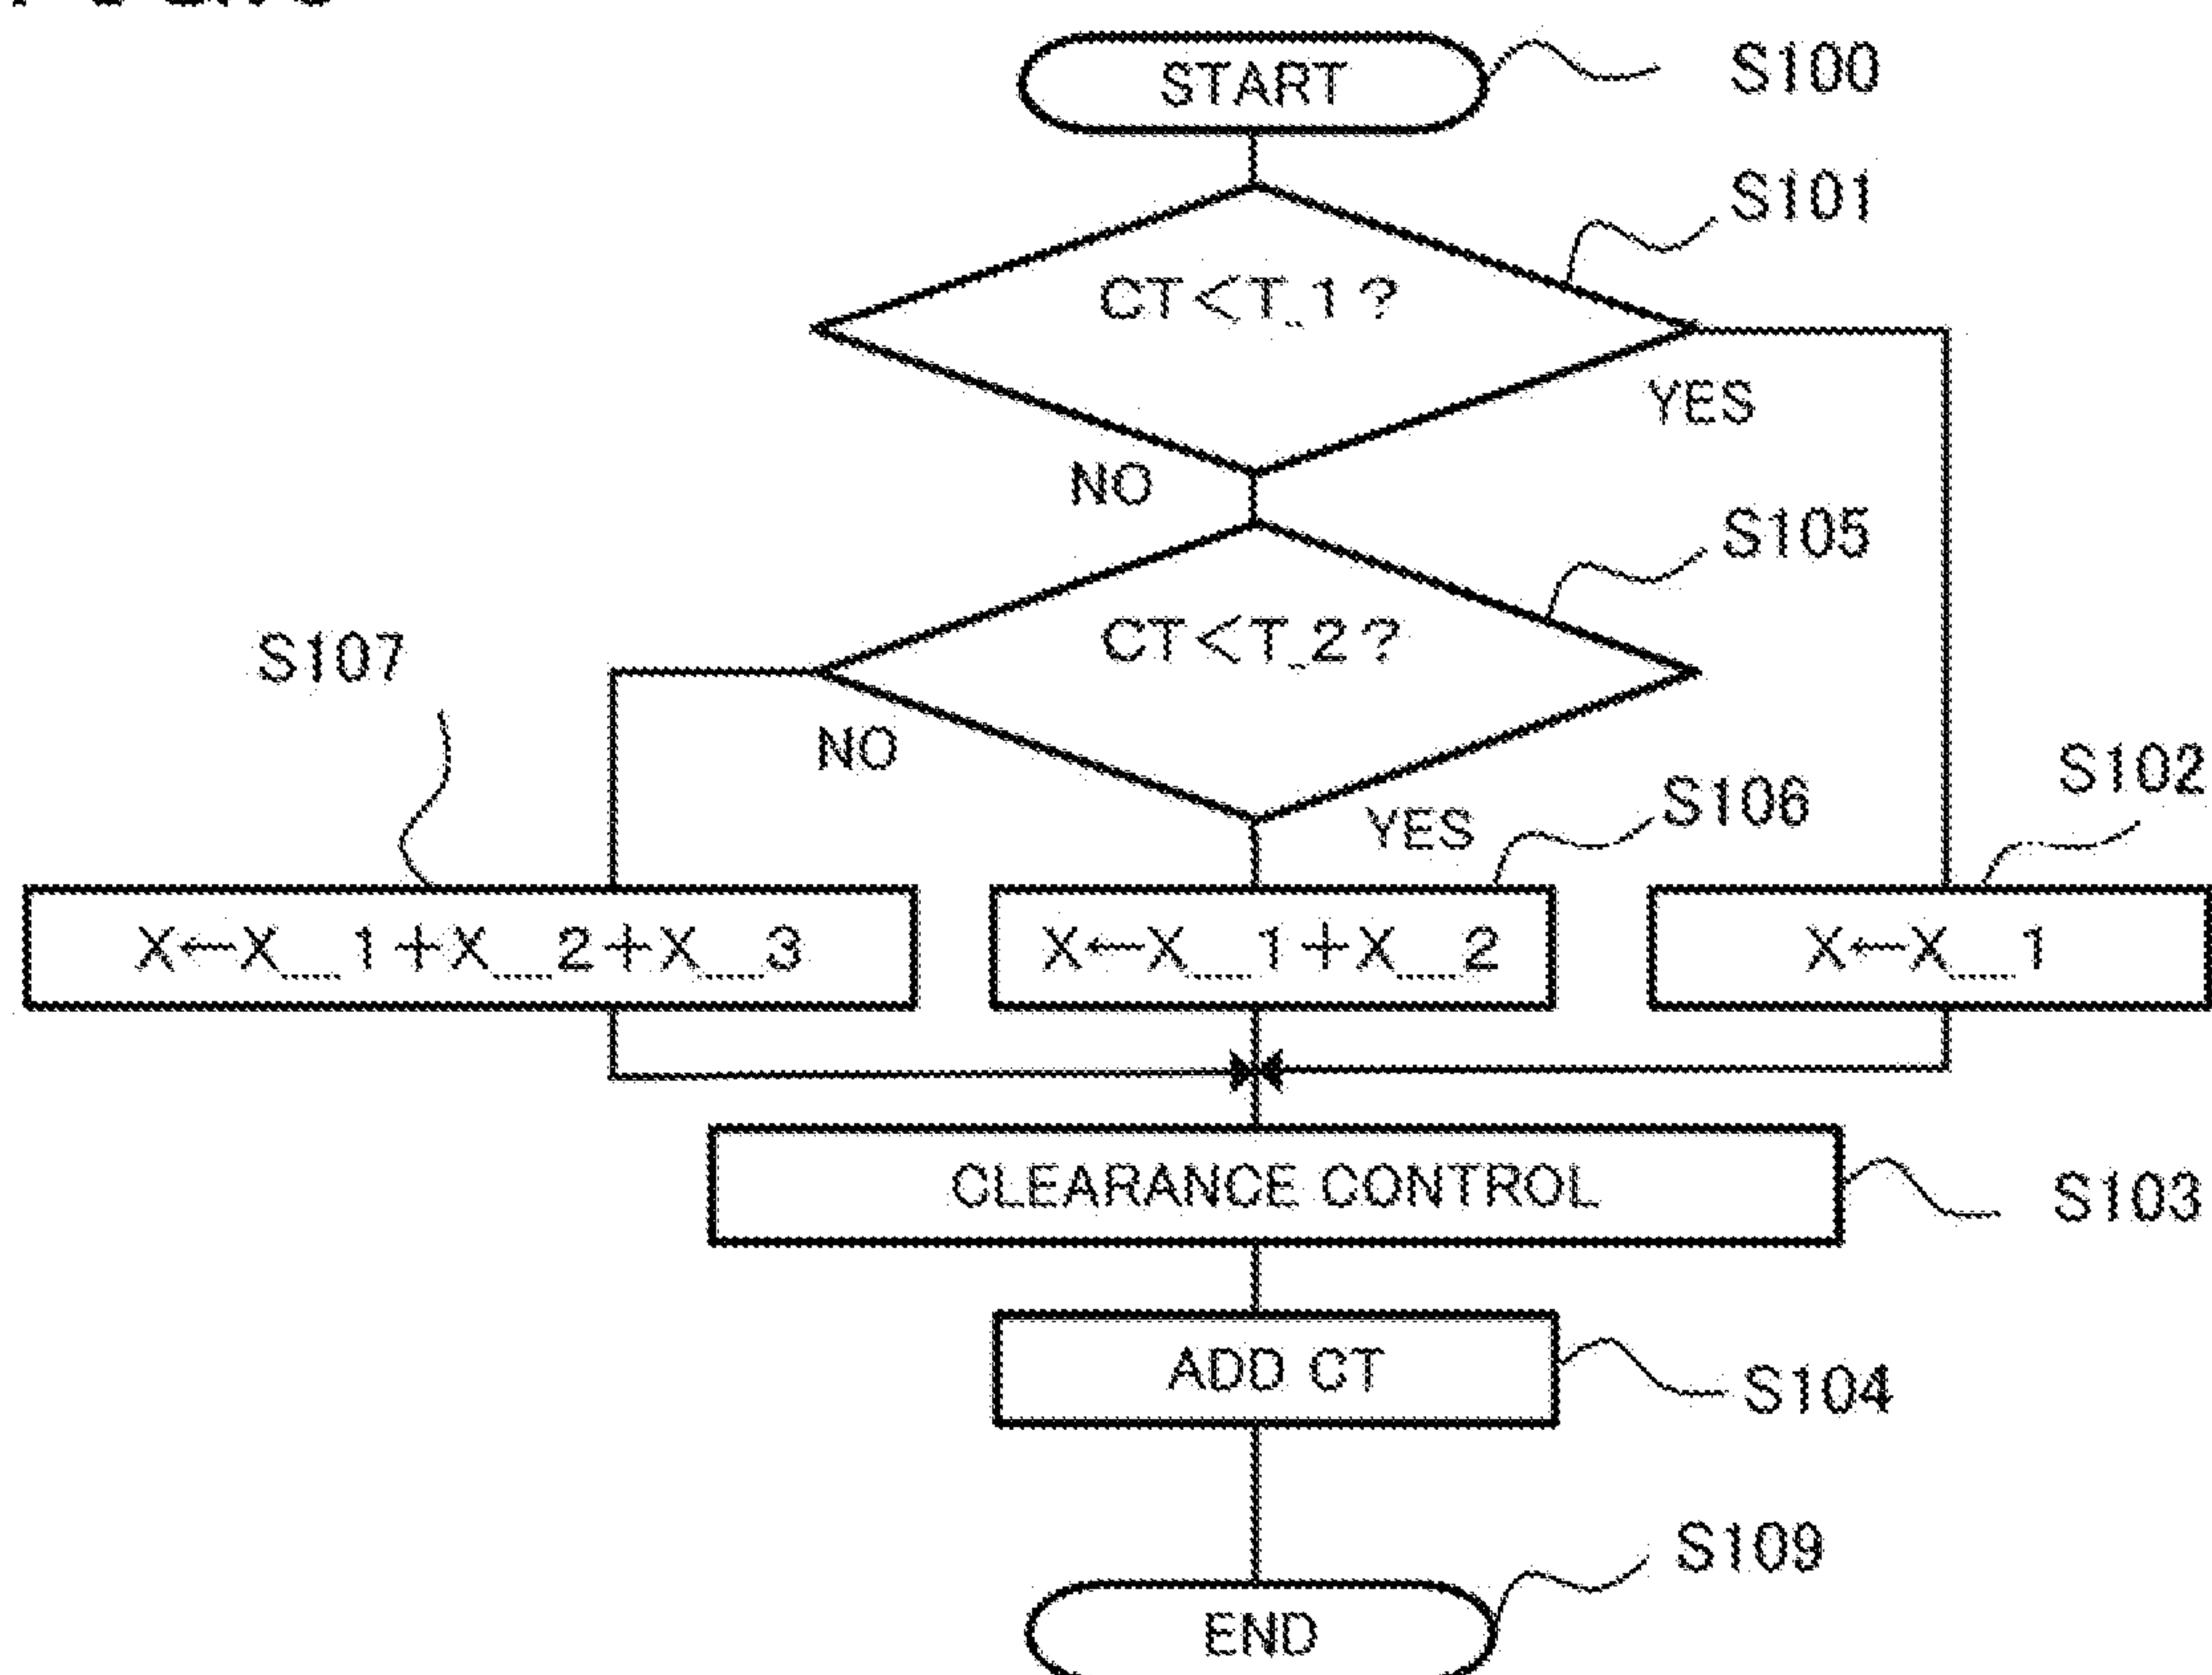 START
S100
S101
CT<T_1?
YES
NO
S105
CT<T_2?
S107
NO
YES
S106
S102
X←X_1+X_2+X_3
X←X_1+X_2
X←X_1
CLEARANCE CONTROL
S103
ADD CT
S104
S109
END